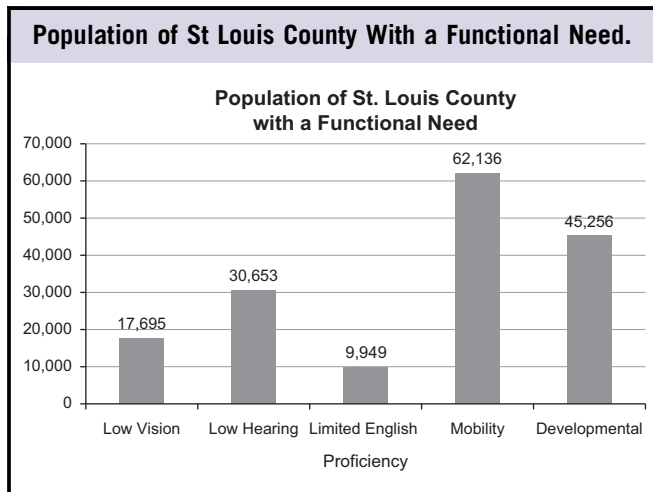 Population of St Louis County With a Functional Need.
Population of St. Louis County
with a Functional Need
70,000
60,000
50,000
40,000
30,000
20,000
10,000
0
17,695
30,653
9,949
62,136
45,256
Low Vision
Low Hearing
Limited English
Mobility
Developmental
Proficiency